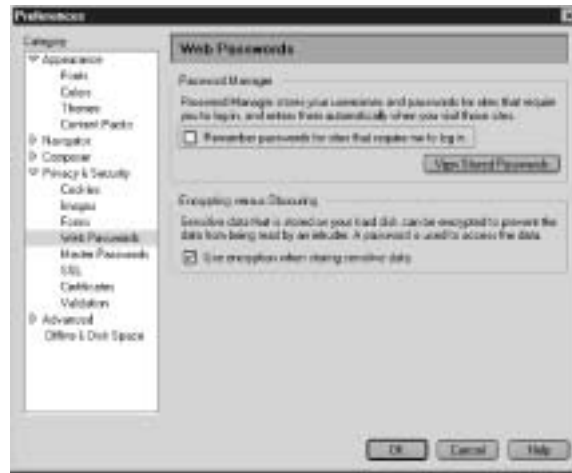 Preferences
Category
Appearance
Fonts
Colors
Themes
Content Packs
Navigator
Composer
Privacy & Security
Cookies
Images
Forms
Web Passwords
Master Passwords
SSL
Certificates
Validation
Advanced
Offline & Disk Space
Web Passwords
Password Manager
Password Manager stores your usernames and passwords for sites that require
you to log in, and enters them automatically when you visit those sites.
Remember passwords for sites that require me to log in.
View Stored Passwords
Encrypting versus Obscuring
Sensitive data that is stored on your hard disk can be encrypted to prevent the
data from being read by an intruder. A password is used to access the data.
Use encryption when storing sensitive data
OK
Cancel
Help